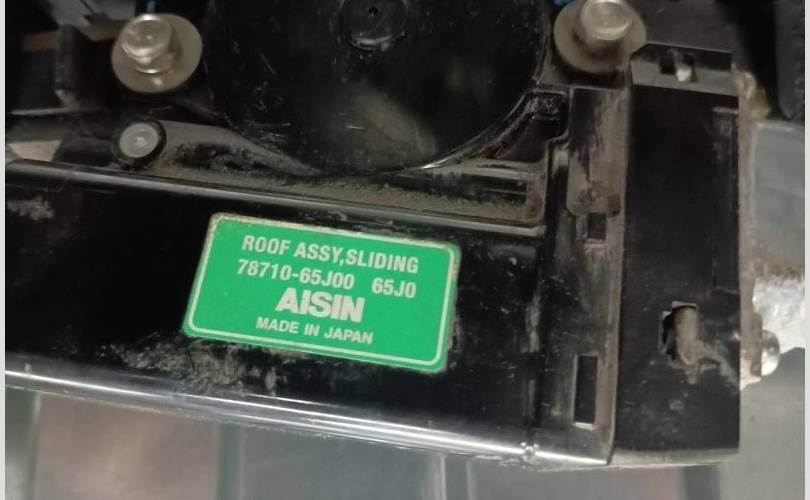 ROOF ASSY,SLIDING
78710-65J00 65J0
AISIN
MADE IN JAPAN